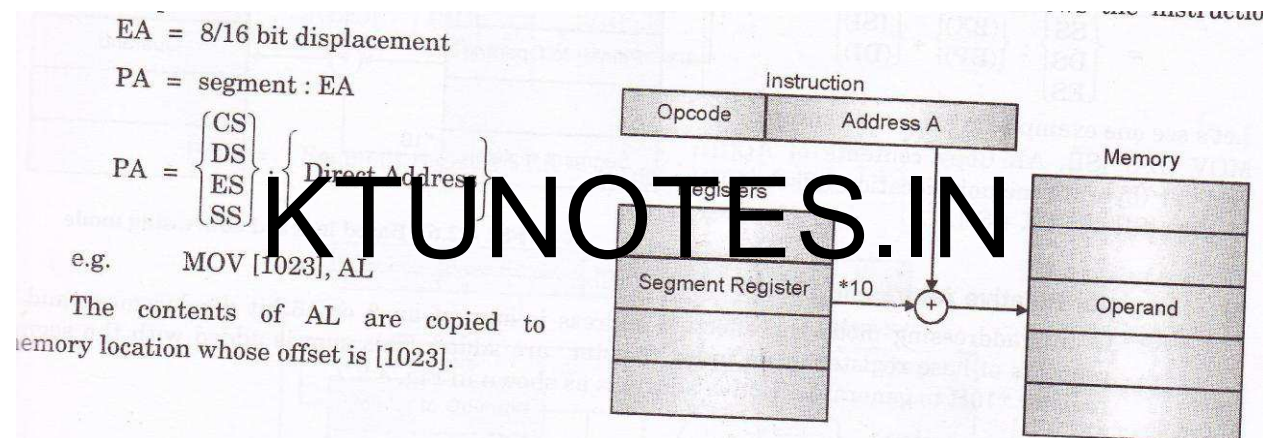 the instructio
EA = 8/16 bit displacement
PA = segment : EA
PA = {CS DS ES SS} : {Direct Address}
e.g. MOV [1023], AL
The contents of AL are copied to
memory location whose offset is [1023].
Instruction
Opcode Address A
Registers
Segment Register *10 +
Memory
Operand
KTUNOTES.IN